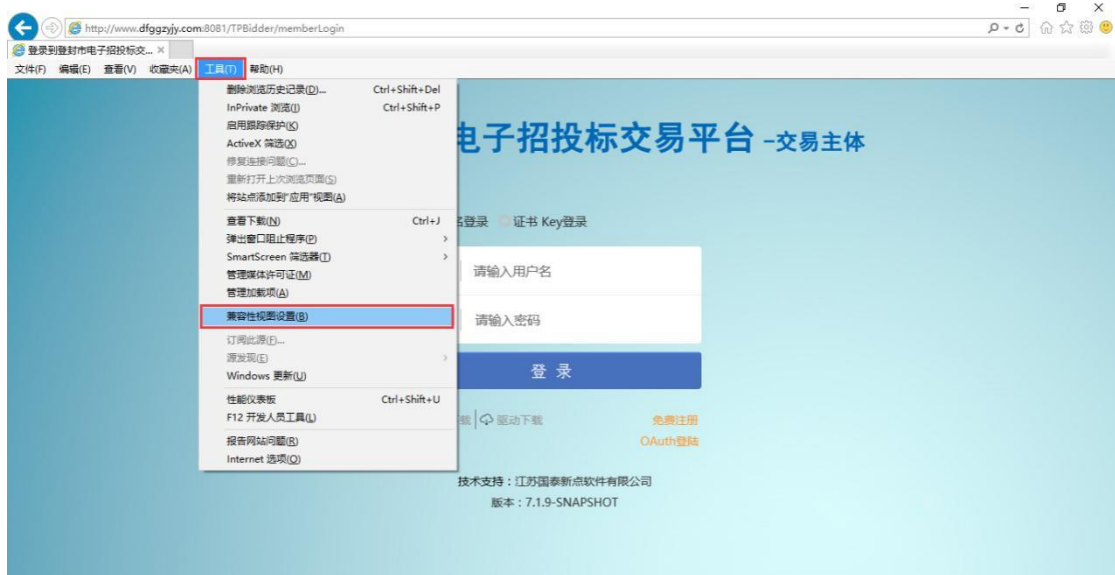 http://www.dfggzyjy.com:8081/TPBidder/memberLogin
登录到登封市电子招投标交... ×
文件(F) 编辑(E) 查看(V) 收藏夹(A) 工具(T) 帮助(H)
删除浏览历史记录(D)... Ctrl+Shift+Del
InPrivate 浏览(I) Ctrl+Shift+P
启用跟踪保护(K)
ActiveX 筛选(X)
修复连接问题(C)...
重新打开上次浏览页面(S)
将站点添加到“应用”视图(A)
查看下载(N) Ctrl+J
弹出窗口阻止程序(P)
SmartScreen 筛选器(T)
管理媒体许可证(M)
管理加载项(A)
兼容性视图设置(B)
订阅此源(F)...
源发现(E)
Windows 更新(U)
性能仪表板 Ctrl+Shift+U
F12 开发人员工具(L)
报告网站问题(R)
Internet 选项(O)
电子招投标交易平台 -交易主体
名登录 证书 Key登录
请输入用户名
请输入密码
登 录
载 驱动下载 免费注册
OAuth登陆
技术支持：江苏国泰新点软件有限公司
版本：7.1.9-SNAPSHOT